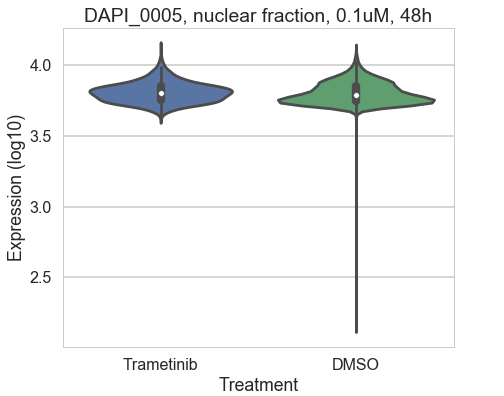 DAPI_0005, nuclear fraction, 0.1uM, 48h
4.0
3.5
3.0
2.5
Expression (log10)
Trametinib DMSO
Treatment